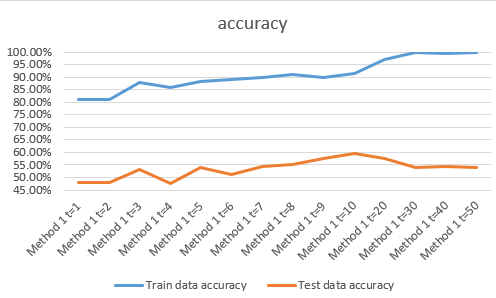 accuracy
100.00%
95.00%
90.00%
85.00%
80.00%
75.00%
70.00%
65.00%
60.00%
55.00%
50.00%
45.00%
Method 1 t=1
Method 1 t=2
Method 1 t=3
Method 1 t=4
Method 1 t=5
Method 1 t=6
Method 1 t=7
Method 1 t=8
Method 1 t=9
Method 1 t=10
Method 1 t=20
Method 1 t=30
Method 1 t=40
Method 1 t=50
Train data accuracy
Test data accuracy